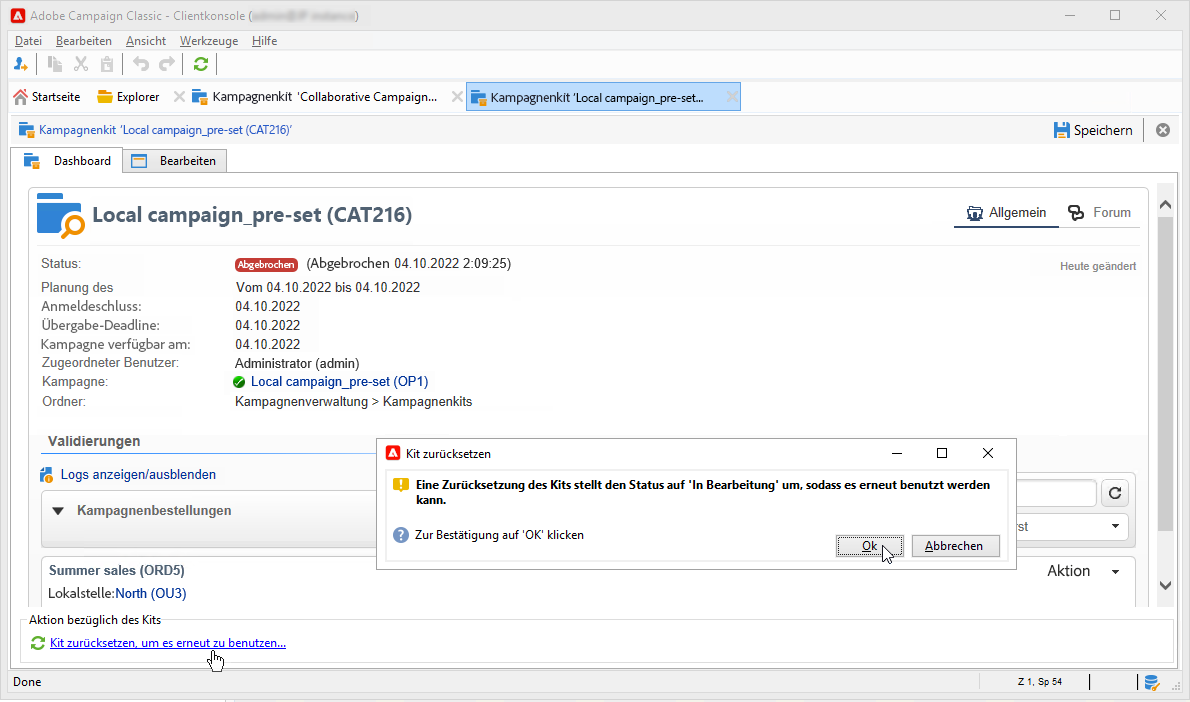 Adobe Campaign Classic - Clientkonsole ( )
Datei Bearbeiten Ansicht Werkzeuge Hilfe
Startseite Explorer Kampagnenkit 'Collaborative Campaign... Kampagnenkit 'Local campaign_pre-set...
Kampagnenkit 'Local campaign_pre-set (CAT216)' Speichern
Dashboard Bearbeiten
Local campaign_pre-set (CAT216) Allgemein Forum
Status: Abgebrochen (Abgebrochen 04.10.2022 2:09:25) Heute geändert
Planung des Vom 04.10.2022 bis 04.10.2022
Anmeldeschluss: 04.10.2022
Übergabe-Deadline: 04.10.2022
Kampagne verfügbar am: 04.10.2022
Zugeordneter Benutzer: Administrator (admin)
Kampagne: Local campaign_pre-set (OP1)
Ordner: Kampagnenverwaltung > Kampagnenkits
Validierungen
Logs anzeigen/ausblenden
Kampagnenbestellungen
Kit zurücksetzen
Eine Zurücksetzung des Kits stellt den Status auf 'In Bearbeitung' um, sodass es erneut benutzt werden
kann.
Zur Bestätigung auf 'OK' klicken
Ok Abbrechen
Summer sales (ORD5) Aktion
Lokalstelle:North (OU3)
Aktion bezüglich des Kits
Kit zurücksetzen, um es erneut zu benutzen...
Done Z 1, Sp 54